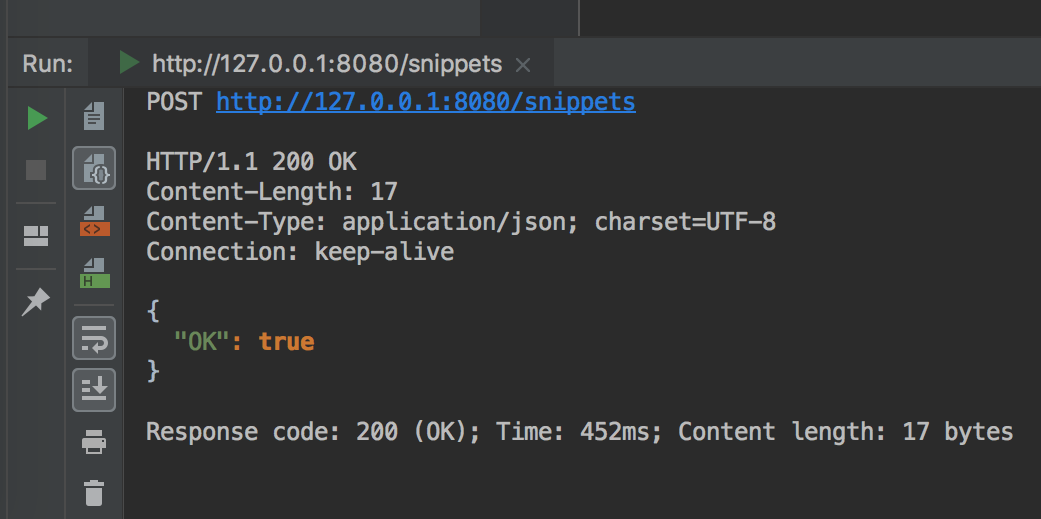 Run: http://127.0.0.1:8080/snippets
POST http://127.0.0.1:8080/snippets
HTTP/1.1 200 OK
Content-Length: 17
Content-Type: application/json; charset=UTF-8
Connection: keep-alive
{
"OK": true
}
Response code: 200 (OK); Time: 452ms; Content length: 17 bytes